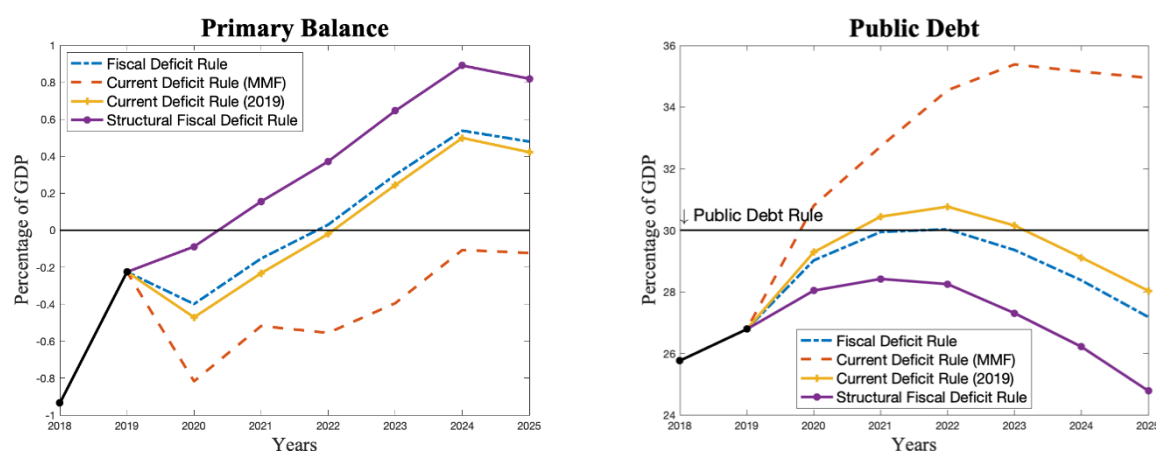 Primary Balance
Percentage of GDP
1
0.8
0.6
0.4
0.2
0
-0.2
-0.4
-0.6
-0.8
-1
Fiscal Deficit Rule
Current Deficit Rule (MMF)
Current Deficit Rule (2019)
Structural Fiscal Deficit Rule
2018 2019 2020 2021 2022 2023 2024 2025
Years
Public Debt
Percentage of GDP
36
34
32
30
28
26
24
↓ Public Debt Rule
Fiscal Deficit Rule
Current Deficit Rule (MMF)
Current Deficit Rule (2019)
Structural Fiscal Deficit Rule
2018 2019 2020 2021 2022 2023 2024 2025
Years